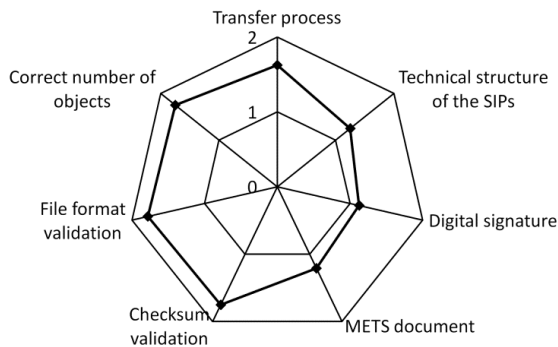 Transfer process
2
Correct number of
objects
Technical structure
of the SIPs
1
0
File format
validation
Digital signature
Checksum
validation
METS document